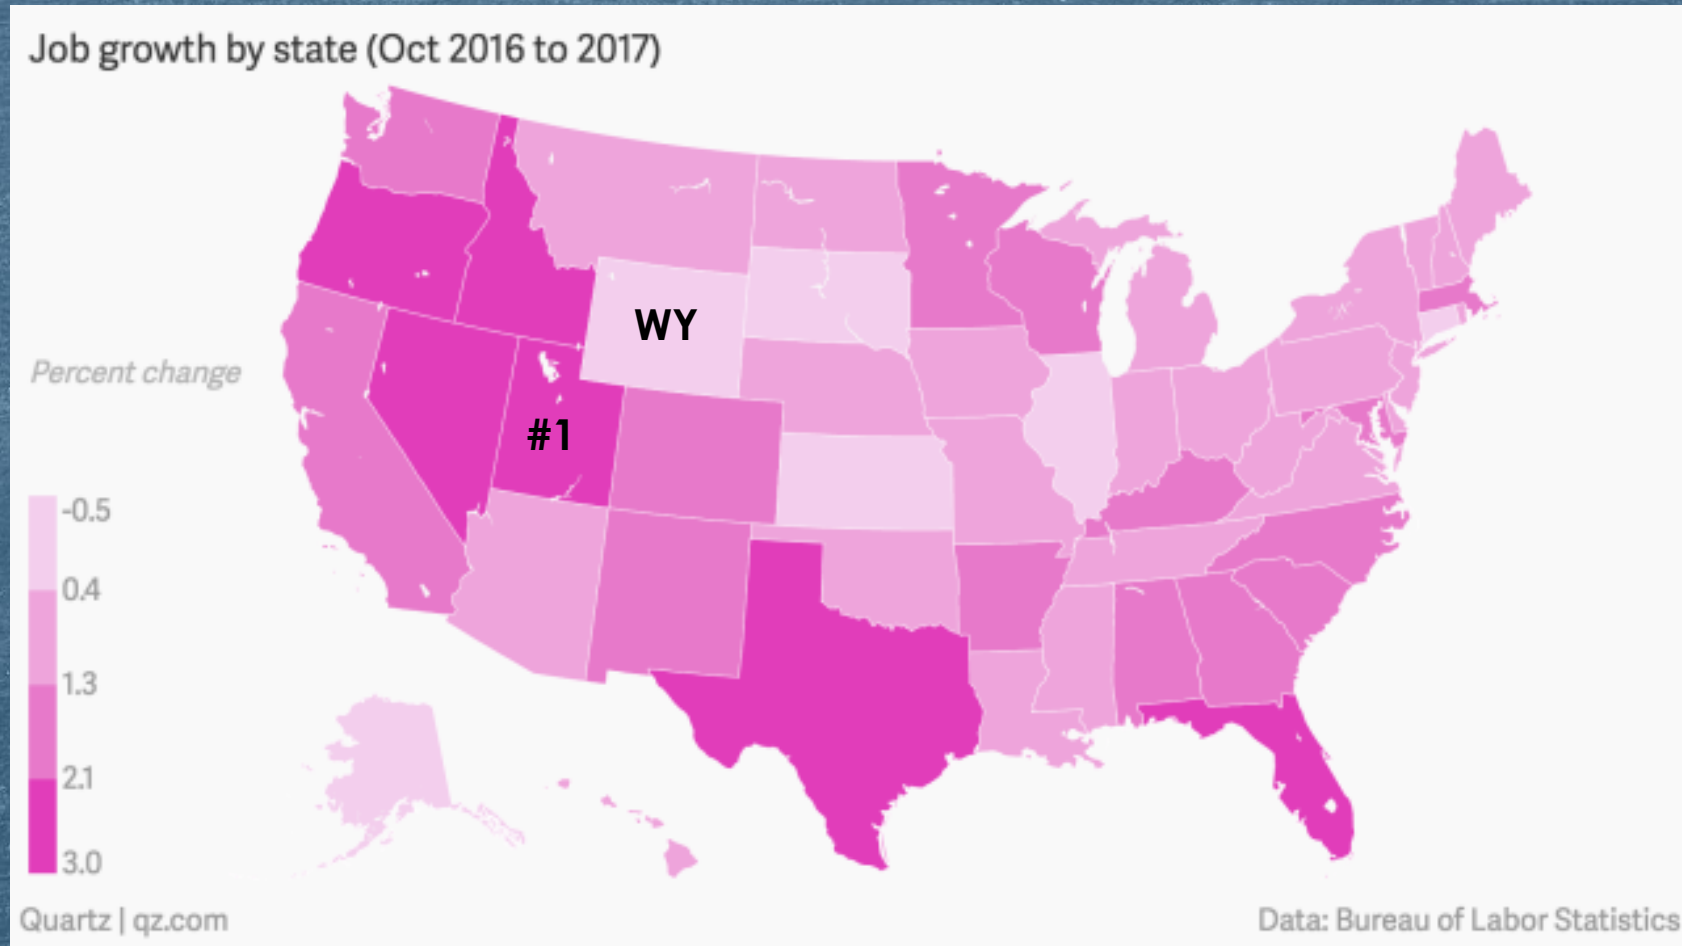 Job growth by state (Oct 2016 to 2017)
WY
Percent change
#1
-0.5
0.4
1.3
2.1
3.0
Quartz | qz.com
Data: Bureau of Labor Statistics